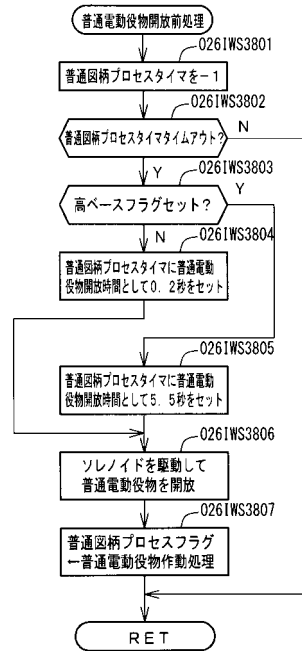 普通電動役物開放前処理
026IWS3801
普通図柄プロセスタイマを－1
026IWS3802
普通図柄プロセスタイマタイムアウト？
N
Y
026IWS3803
高ベースフラグセット？
Y
N
026IWS3804
普通図柄プロセスタイマに普通電動
役物開放時間として0．2秒をセット
026IWS3805
普通図柄プロセスタイマに普通電動
役物開放時間として5．5秒をセット
026IWS3806
ソレノイドを駆動して
普通電動役物を開放
026IWS3807
普通図柄プロセスフラグ
←普通電動役物作動処理
RET